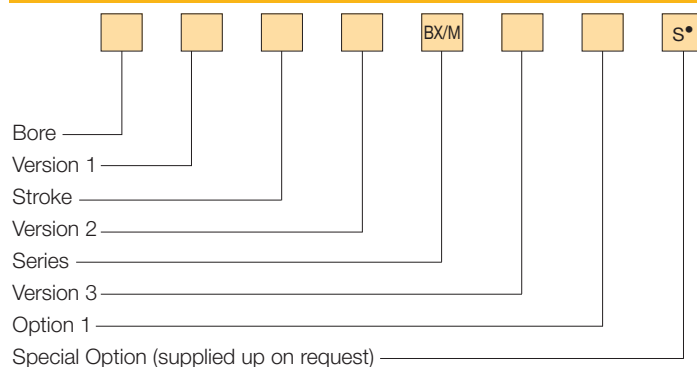 BX/M S•
Bore
Version 1
Stroke
Version 2
Series
Version 3
Option 1
Special Option (supplied up on request)